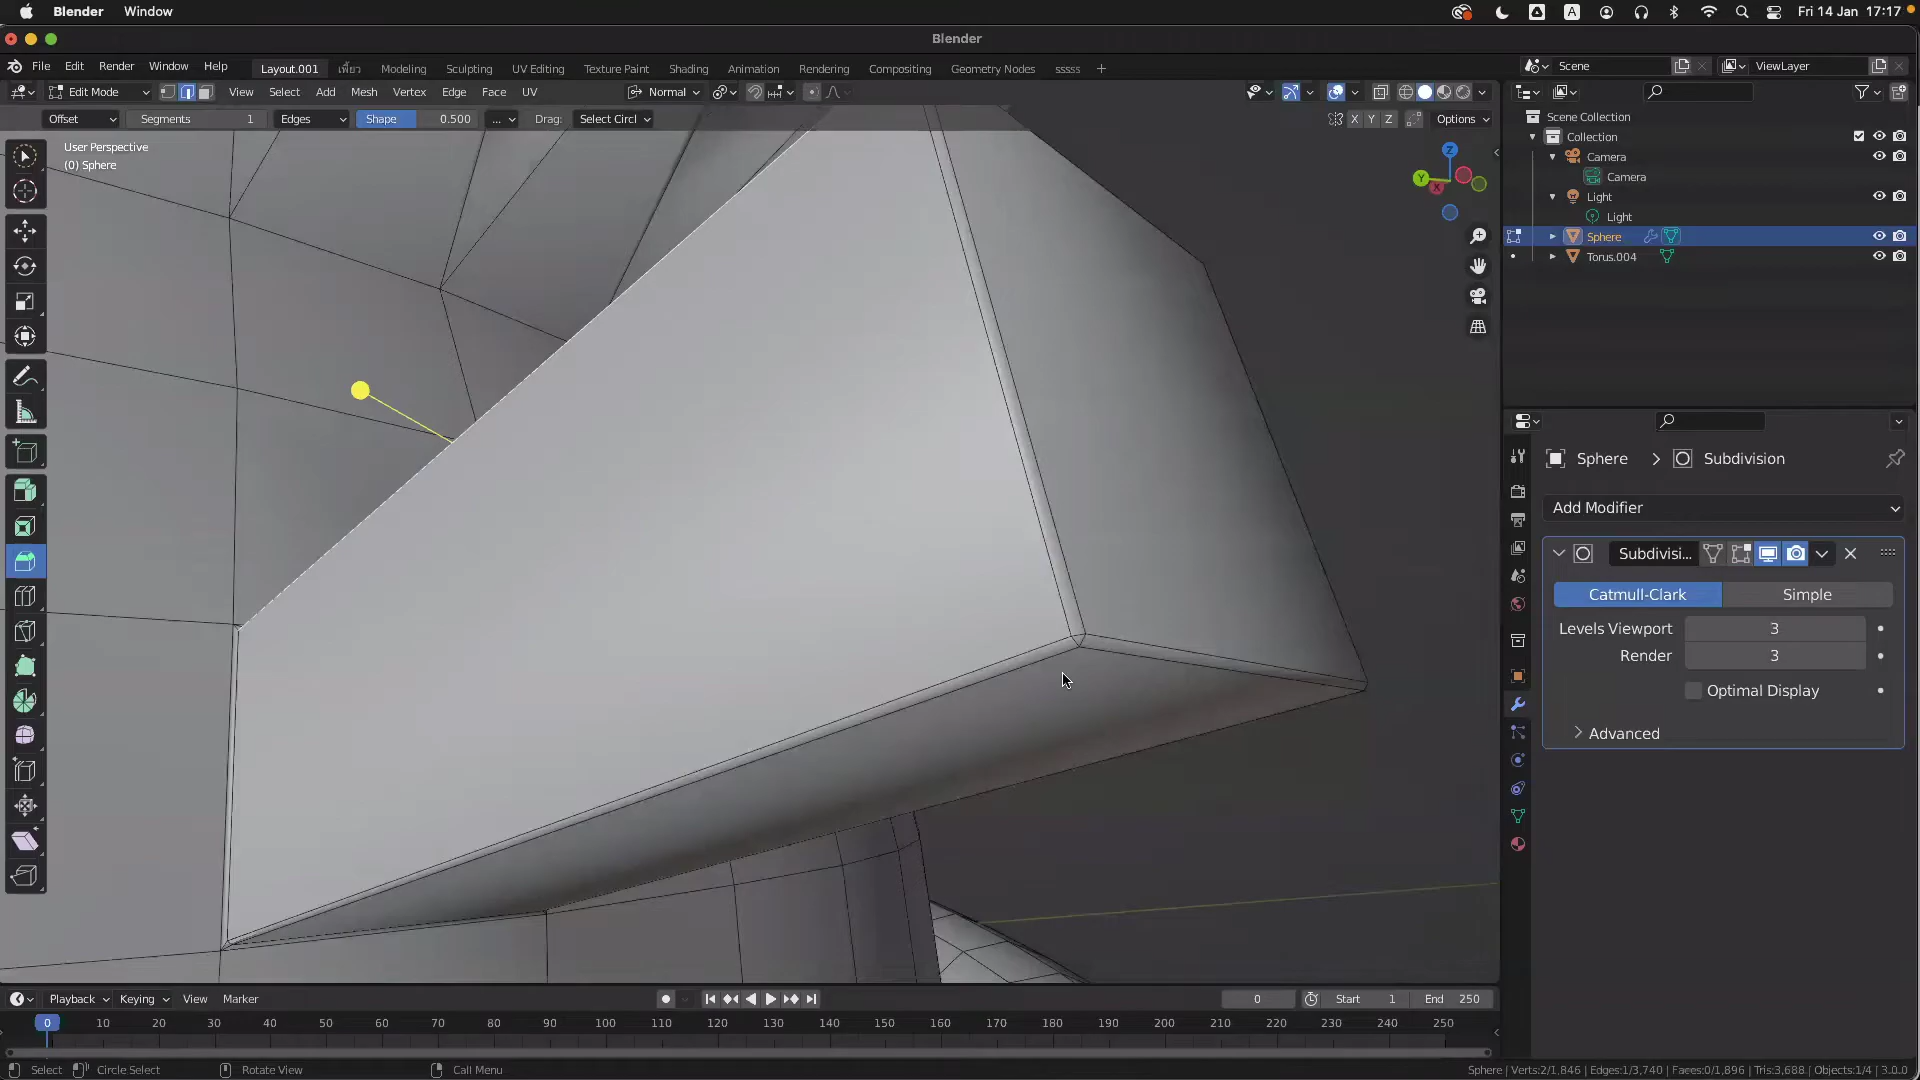 Blender Window Fri 14 Jan 17:17
Blender
File Edit Render Window Help Layout.001 เพี้ยว Modeling Sculpting UV Editing Texture Paint Shading Animation Rendering Compositing Geometry Nodes sssss + Scene ViewLayer
Edit Mode View Select Add Mesh Vertex Edge Face UV Normal
Offset Segments 1 Edges Shape 0.500 ... Drag: Select Circl X Y Z Options
User Perspective
(0) Sphere
Z
Y
X
Scene Collection
Collection
Camera
Camera
Light
Light
Sphere
Torus.004
Sphere > Subdivision
Add Modifier
Subdivisi...
Catmull-Clark Simple
Levels Viewport 3
Render 3
Optimal Display
Advanced
Playback Keying View Marker 0 Start 1 End 250
0 10 20 30 40 50 60 70 80 90 100 110 120 130 140 150 160 170 180 190 200 210 220 230 240 250
Select Circle Select Rotate View Call Menu Sphere | Verts:2/1,846 | Edges:1/3,740 | Faces:0/1,896 | Tris:3,688 | Objects:1/4 | 3.0.0